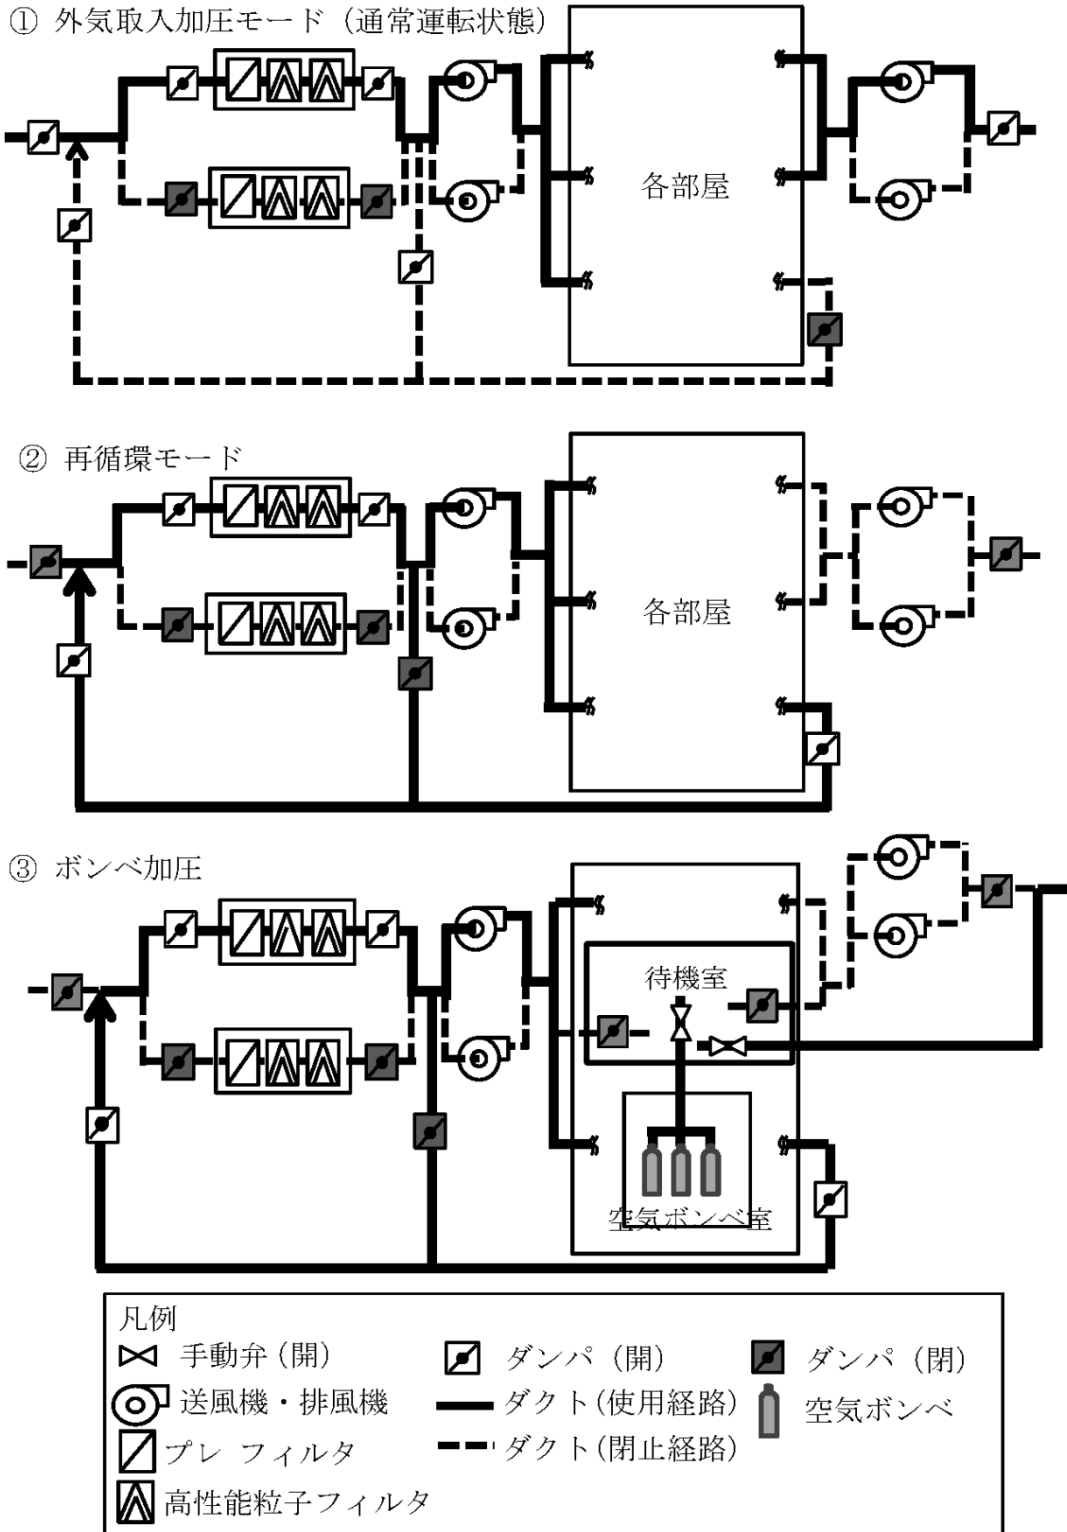 ① 外気取入加圧モード（通常運転状態）
各部屋
② 再循環モード
各部屋
③ ボンベ加圧
待機室
空気ボンベ室
凡例
手動弁（開）
ダンパ（開）
ダンパ（閉）
送風機・排風機
ダクト（使用経路）
空気ボンベ
プレ フィルタ
ダクト（閉止経路）
高性能粒子フィルタ